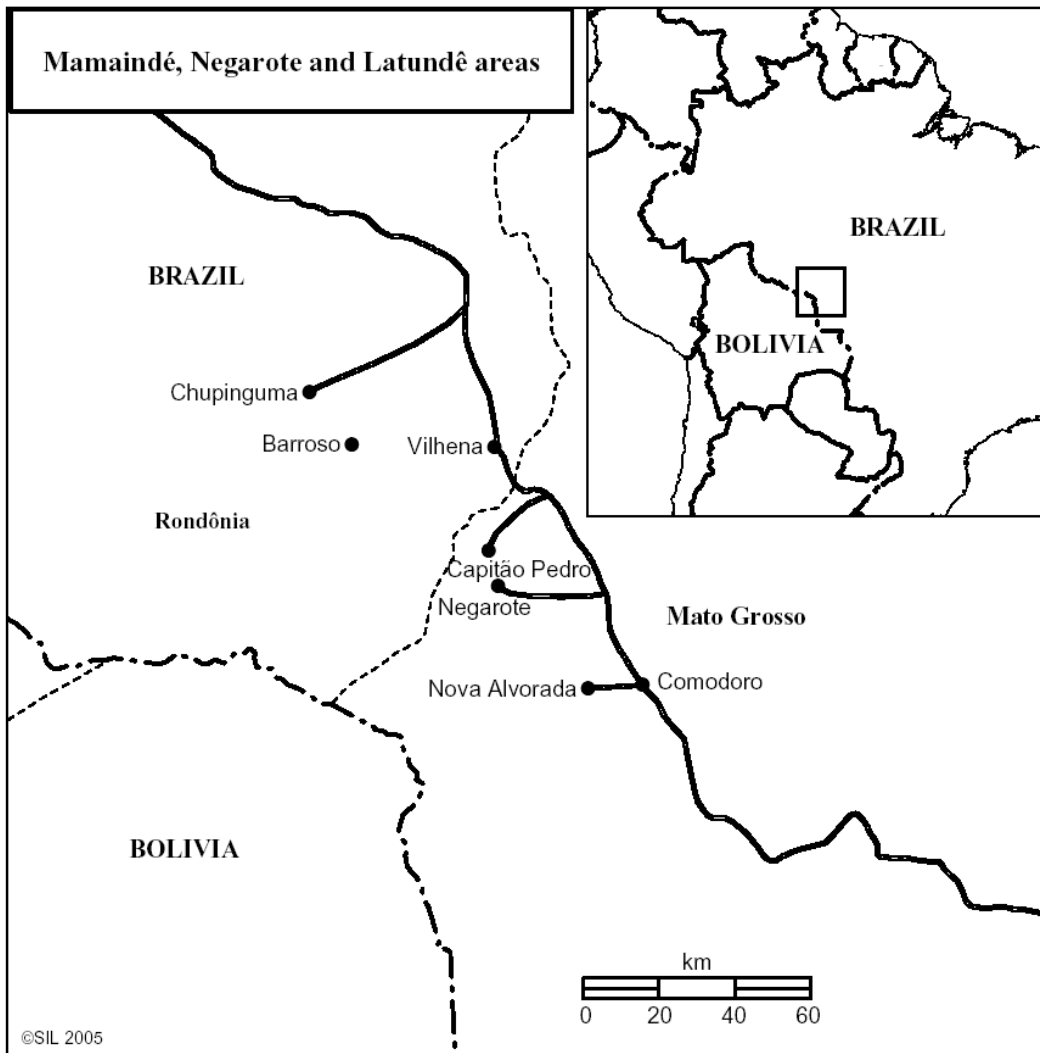 Mamaindé, Negarote and Latundê areas
BRAZIL
BOLIVIA
BRAZIL
Chupinguma
Barroso
Vilhena
Rondônia
Capitão Pedro
Negarote
Mato Grosso
Nova Alvorada
Comodoro
BOLIVIA
km
0 20 40 60
©SIL 2005